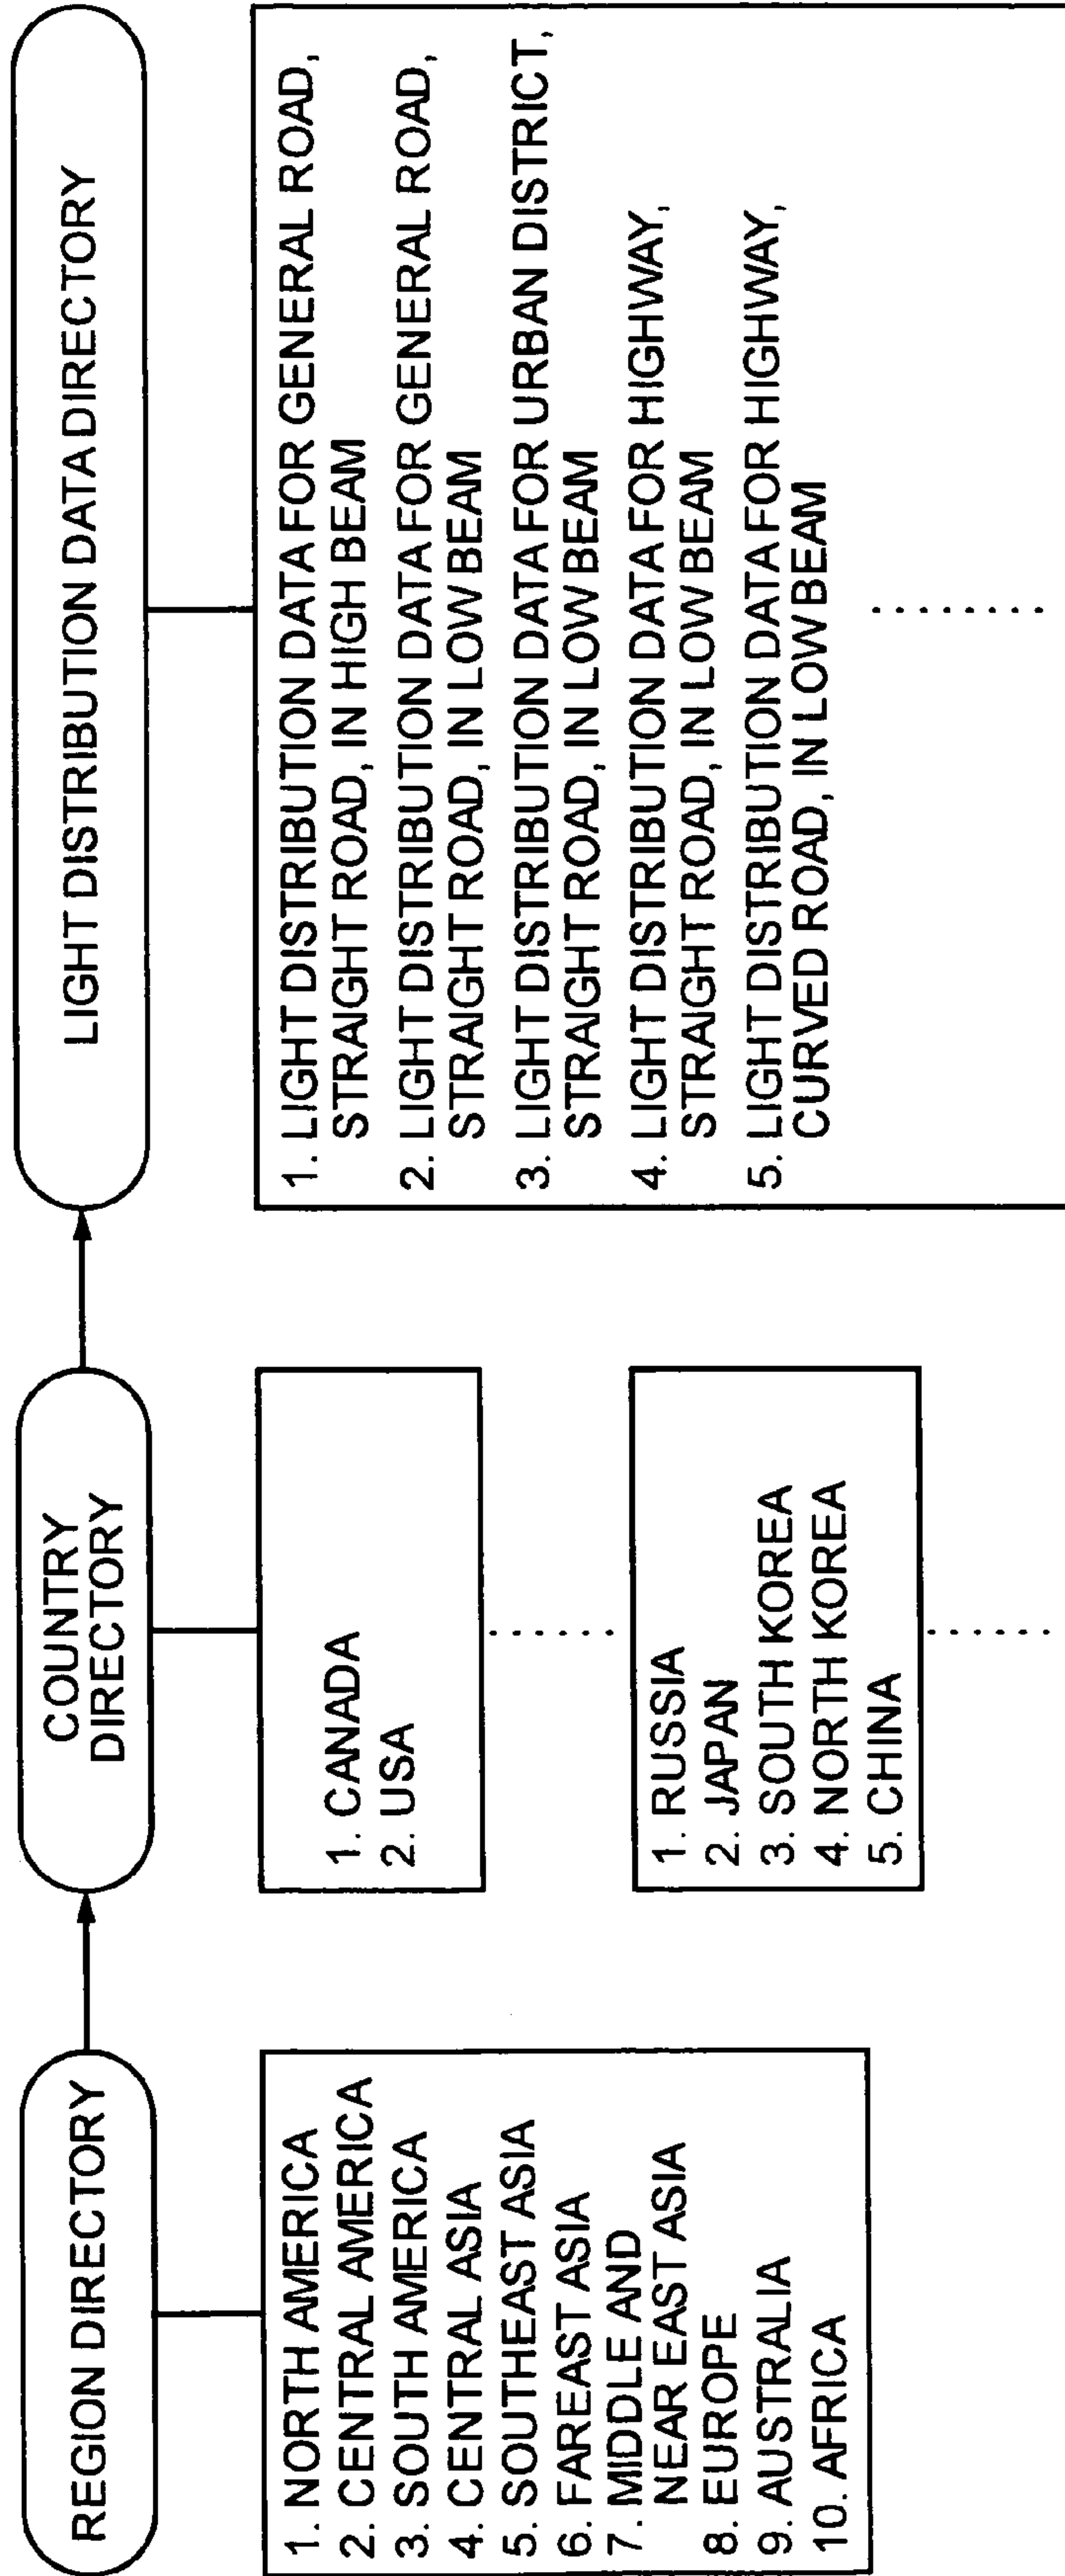 REGION DIRECTORY
1. NORTH AMERICA
2. CENTRAL AMERICA
3. SOUTH AMERICA
4. CENTRAL ASIA
5. SOUTHEAST ASIA
6. FAREAST ASIA
7. MIDDLE AND
NEAR EAST ASIA
8. EUROPE
9. AUSTRALIA
10. AFRICA
COUNTRY
DIRECTORY
1. CANADA
2. USA
1. RUSSIA
2. JAPAN
3. SOUTH KOREA
4. NORTH KOREA
5. CHINA
LIGHT DISTRIBUTION DATA DIRECTORY
1. LIGHT DISTRIBUTION DATA FOR GENERAL ROAD,
STRAIGHT ROAD, IN HIGH BEAM
2. LIGHT DISTRIBUTION DATA FOR GENERAL ROAD,
STRAIGHT ROAD, IN LOW BEAM
3. LIGHT DISTRIBUTION DATA FOR URBAN DISTRICT,
STRAIGHT ROAD, IN LOW BEAM
4. LIGHT DISTRIBUTION DATA FOR HIGHWAY,
STRAIGHT ROAD, IN LOW BEAM
5. LIGHT DISTRIBUTION DATA FOR HIGHWAY,
CURVED ROAD, IN LOW BEAM